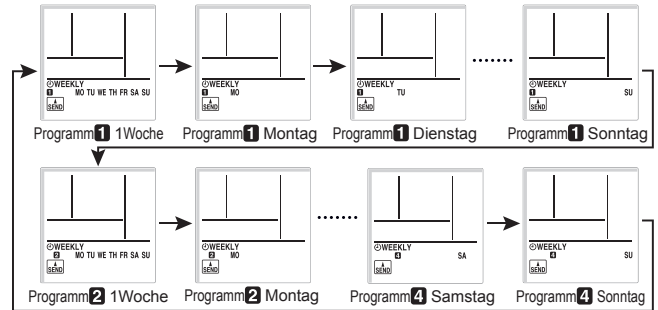 WEEKLY
1 MO TU WE TH FR SA SU
SEND
Programm 1 1Woche
WEEKLY
1 MO
SEND
Programm 1 Montag
WEEKLY
1 TU
SEND
Programm 1 Dienstag
WEEKLY
1 SU
SEND
Programm 1 Sonntag
WEEKLY
2 MO TU WE TH FR SA SU
SEND
Programm 2 1Woche
WEEKLY
2 MO
SEND
Programm 2 Montag
WEEKLY
4 SA
SEND
Programm 4 Samstag
WEEKLY
4 SU
SEND
Programm 4 Sonntag